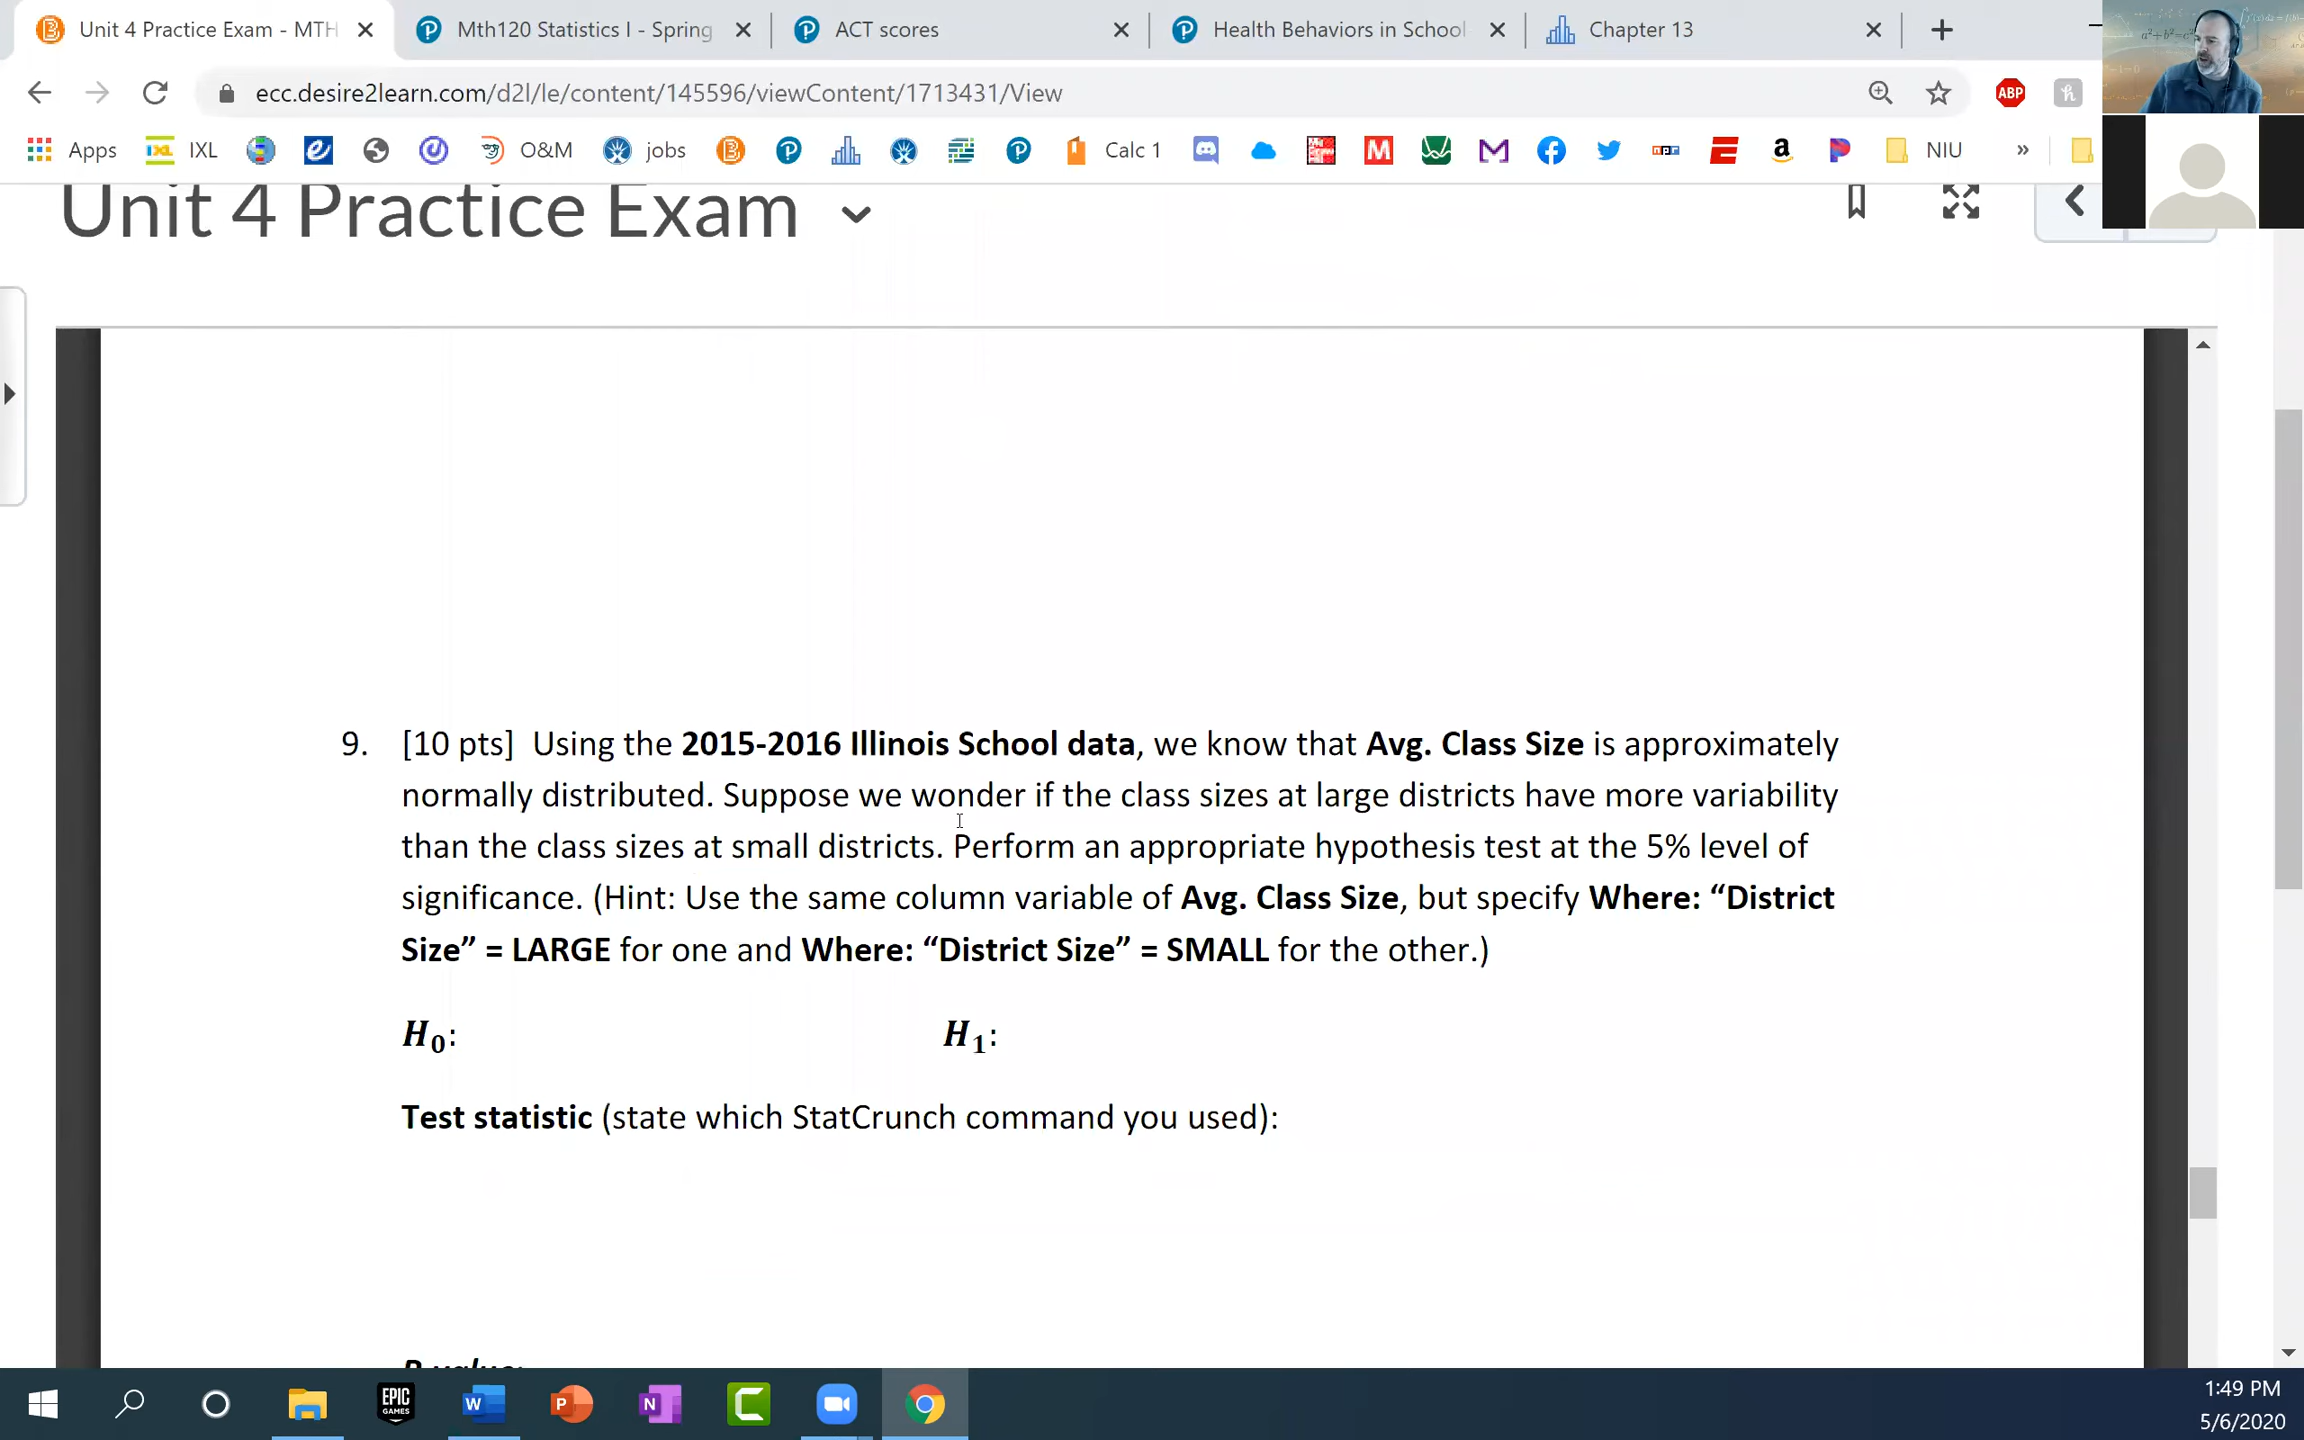 Unit 4 Practice Exam - MTH
Mth120 Statistics I - Spring
ACT scores
Health Behaviors in School
Chapter 13
ecc.desire2learn.com/d2l/le/content/145596/viewContent/1713431/View
ABP
Apps
IXL
IXL
O&M
jobs
Calc 1
NIU
Unit 4 Practice Exam
9. [10 pts] Using the 2015-2016 Illinois School data, we know that Avg. Class Size is approximately
normally distributed. Suppose we wonder if the class sizes at large districts have more variability
than the class sizes at small districts. Perform an appropriate hypothesis test at the 5% level of
significance. (Hint: Use the same column variable of Avg. Class Size, but specify Where: “District
Size” = LARGE for one and Where: “District Size” = SMALL for the other.)
H₀: H₁:
Test statistic (state which StatCrunch command you used):
EPIC
GAMES
1:49 PM
5/6/2020